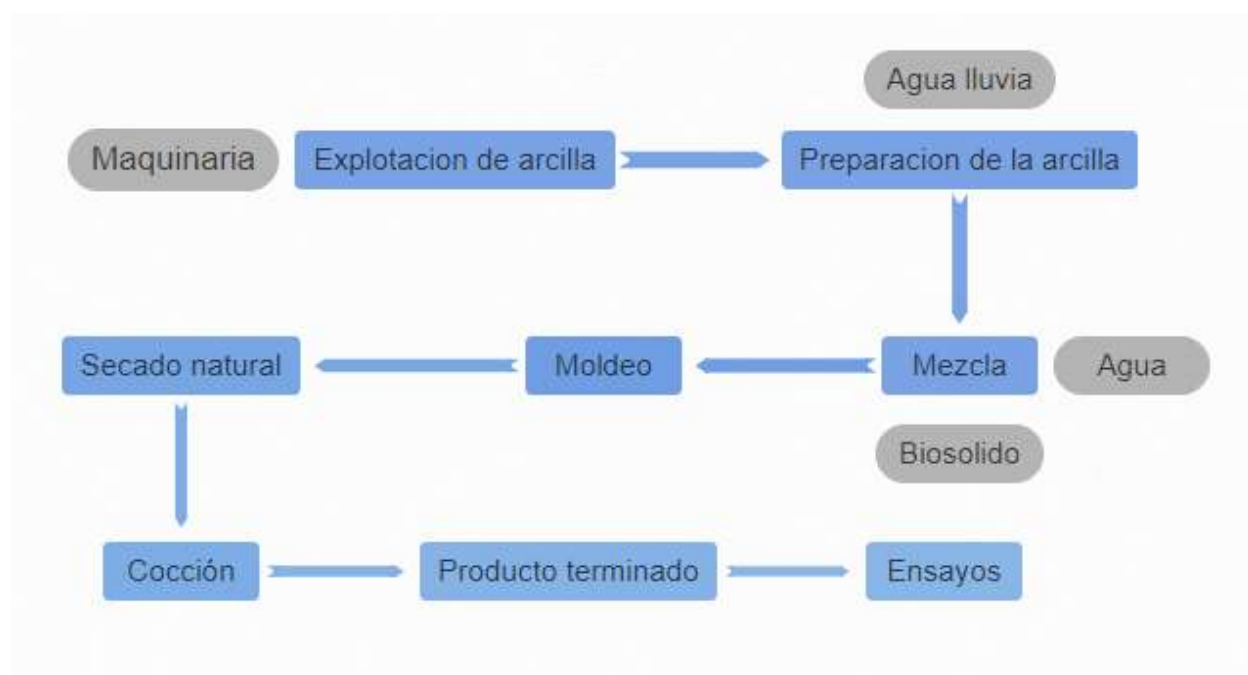 Agua lluvia
Maquinaria
Explotacion de arcilla
Preparacion de la arcilla
Secado natural
Moldeo
Mezcla
Agua
Biosolido
Cocción
Producto terminado
Ensayos